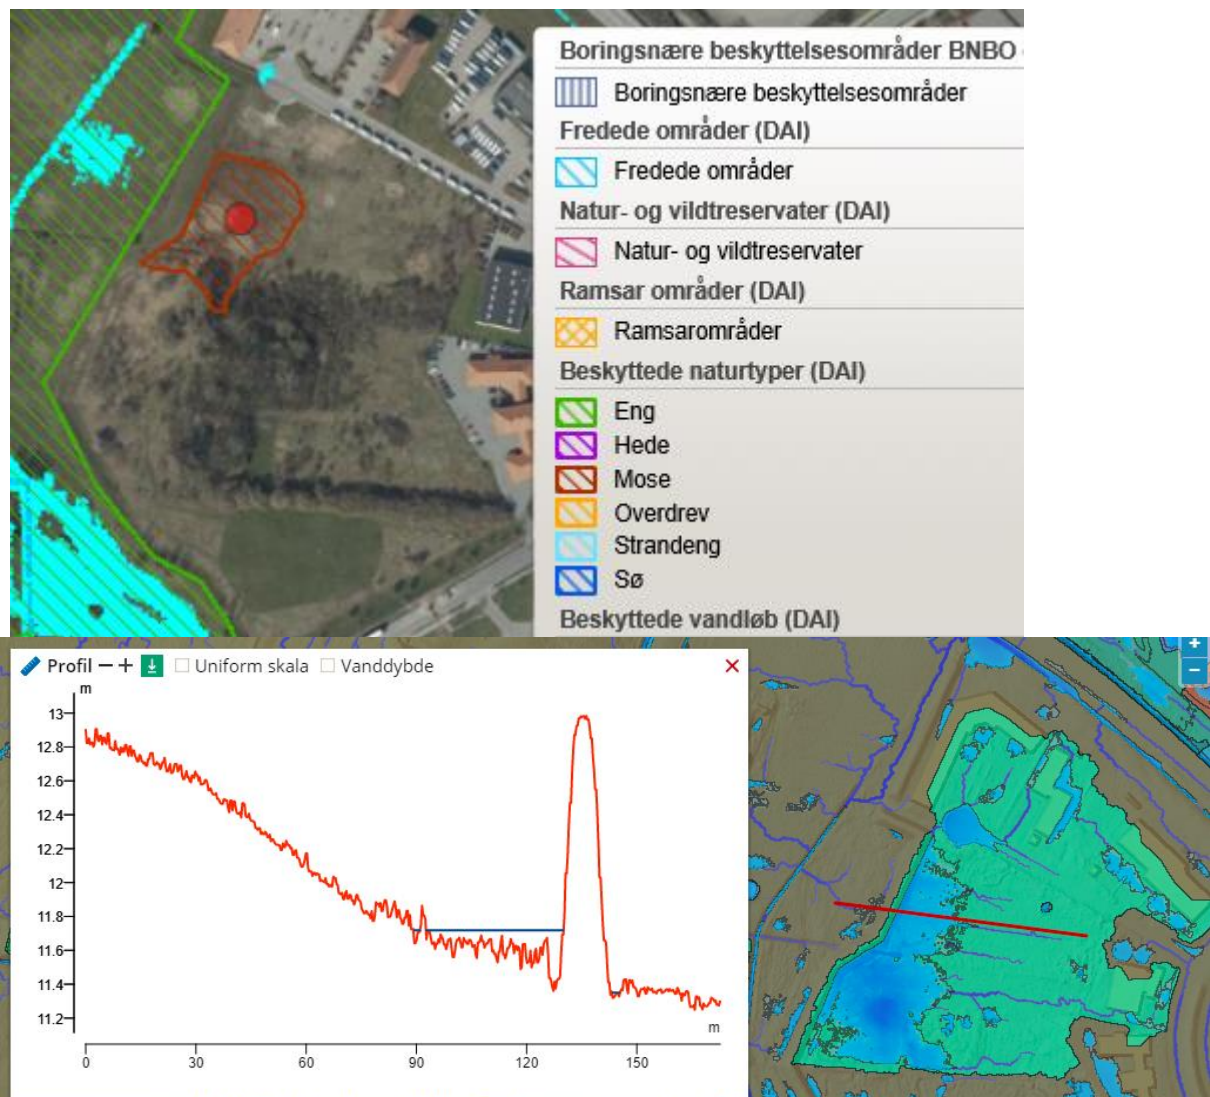 Boringsnære beskyttelsesområder BNBO
Boringsnære beskyttelsesområder
Fredede områder (DAI)
Fredede områder
Natur- og vildtreservater (DAI)
Natur- og vildtreservater
Ramsar områder (DAI)
Ramsarområder
Beskyttede naturtyper (DAI)
Eng
Hede
Mose
Overdrev
Strandeng
Sø
Beskyttede vandløb (DAI)
Profil − + Uniform skala Vanddybde ×
m
13
12.8
12.6
12.4
12.2
12
11.8
11.6
11.4
11.2
m
0 30 60 90 120 150
+
−